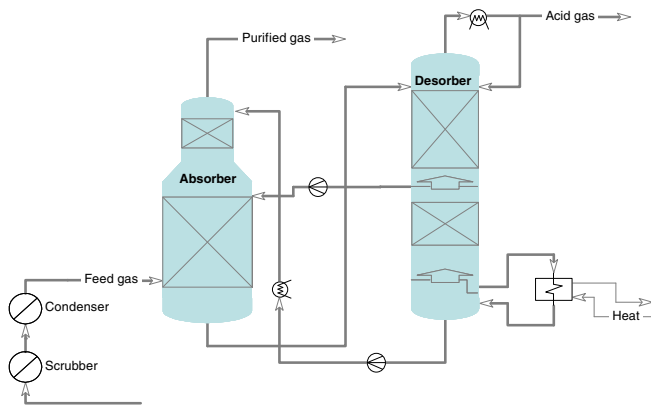 Purified gas
Acid gas
Desorber
Absorber
Feed gas
Condenser
Heat
Scrubber